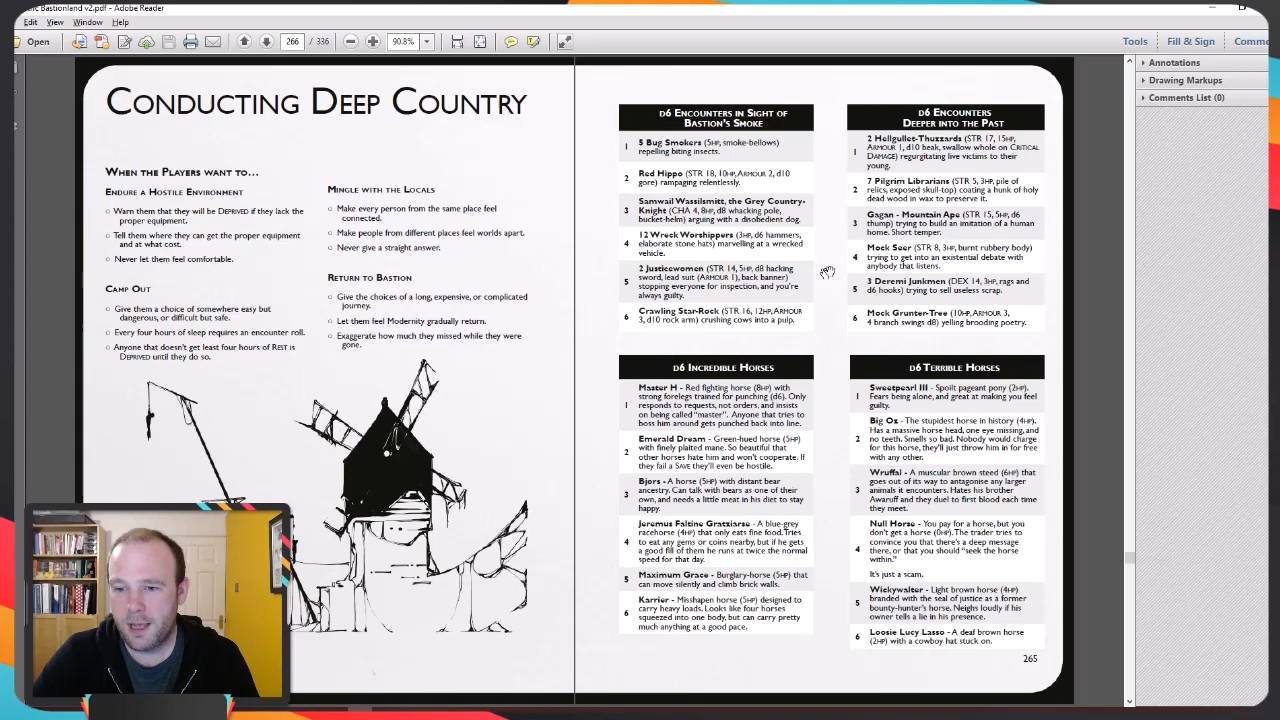 ric Bastionland v2.pdf - Adobe Reader
Edit View Window Help
Open 266 / 336 90.8% Tools Fill & Sign Comme
Annotations
Drawing Markups
Comments List (0)
CONDUCTING DEEP COUNTRY
WHEN THE PLAYERS WANT TO...
ENDURE A HOSTILE ENVIRONMENT
○ Warn them that they will be DEPRIVED if they lack the
proper equipment.
○ Tell them where they can get the proper equipment
and at what cost.
○ Never let them feel comfortable.
CAMP OUT
○ Give them a choice of somewhere easy but
dangerous, or difficult but safe.
○ Every four hours of sleep requires an encounter roll.
○ Anyone that doesn't get least four hours of REST is
DEPRIVED until they do so.
MINGLE WITH THE LOCALS
○ Make every person from the same place feel
connected.
○ Make people from different places feel worlds apart.
○ Never give a straight answer.
RETURN TO BASTION
○ Give the choices of a long, expensive, or complicated
journey.
○ Let them feel Modernity gradually return.
○ Exaggerate how much they missed while they were
gone.
D6 ENCOUNTERS IN SIGHT OF
BASTION'S SMOKE
1 5 Bug Smokers (5HP, smoke-bellows)
repelling biting insects.
2 Red Hippo (STR 18, 10HP, ARMOUR 2, d10
gore) rampaging relentlessly.
3 Samwail Wassilsmitt, the Grey Country-
Knight (CHA 4, 8HP, d8 whacking pole,
bucket-helm) arguing with a disobedient dog.
4 12 Wreck Worshippers (3HP, d6 hammers,
elaborate stone hats) marvelling at a wrecked
vehicle.
5 2 Justicewomen (STR 14, 5HP, d8 hacking
sword, lead suit (ARMOUR 1), back banner)
stopping everyone for inspection, and you're
always guilty.
6 Crawling Star-Rock (STR 16, 12HP, ARMOUR
3, d10 rock arm) crushing cows into a pulp.
D6 ENCOUNTERS
DEEPER INTO THE PAST
1 2 Hellgullet-Thuzzards (STR 17, 15HP,
ARMOUR 1, d10 beak, swallow whole on CRITICAL
DAMAGE) regurgitating live victims to their
young.
2 7 Pilgrim Librarians (STR 5, 3HP, pile of
relics, exposed skull-top) coating a hunk of holy
dead wood in wax to preserve it.
3 Gagan - Mountain Ape (STR 15, 5HP, d6
thump) trying to build an imitation of a human
home. Short temper.
4 Mock Seer (STR 8, 3HP, burnt rubbery body)
trying to get into an existential debate with
anybody that listens.
5 3 Deremi Junkmen (DEX 14, 3HP, rags and
d6 hooks) trying to sell useless scrap.
6 Mock Grunter-Tree (10HP, ARMOUR 3,
4 branch swings d8) yelling brooding poetry.
D6 INCREDIBLE HORSES
1 Master H - Red fighting horse (8HP) with
strong forelegs trained for punching (d6). Only
responds to requests, not orders, and insists
on being called "master". Anyone that tries to
boss him around gets punched back into line.
2 Emerald Dream - Green-hued horse (5HP)
with finely plaited mane. So beautiful that
other horses hate him and won't cooperate. If
they fail a SAVE they'll even be hostile.
3 Bjors - A horse (5HP) with distant bear
ancestry. Can talk with bears as one of their
own, and needs a little meat in his diet to stay
happy.
4 Jeremus Faltine Gratziarse - A blue-grey
racehorse (4HP) that only eats fine food. Tries
to eat any gems or coins nearby, but if he gets
a good fill of them he runs at twice the normal
speed for that day.
5 Maximum Grace - Burglary-horse (5HP) that
can move silently and climb brick walls.
6 Karrier - Misshapen horse (5HP) designed to
carry heavy loads. Looks like four horses
squeezed into one body, but can carry pretty
much anything at a good pace.
D6 TERRIBLE HORSES
1 Sweetpearl III - Spoilt pageant pony (2HP).
Fears being alone, and great at making you feel
guilty.
2 Big Oz - The stupidest horse in history (4HP).
Has a massive horse head, one eye missing, and
no teeth. Smells so bad. Nobody would charge
for this horse, they'll just throw him in for free
with any other.
3 Wruffal - A muscular brown steed (6HP) that
goes out of its way to antagonise any larger
animals it encounters. Hates his brother
Awaruff and they duel to first blood each time
they meet.
4 Null Horse - You pay for a horse, but you
don't get a horse (0HP). The trader tries to
convince you that there's a deep message
there, or that you should "seek the horse
within."
It's just a scam.
5 Wickywalter - Light brown horse (4HP)
branded with the seal of justice as a former
bounty-hunter's horse. Neighs loudly if his
owner tells a lie in his presence.
6 Loosie Lucy Lasso - A deaf brown horse
(2HP) with a cowboy hat stuck on.
265